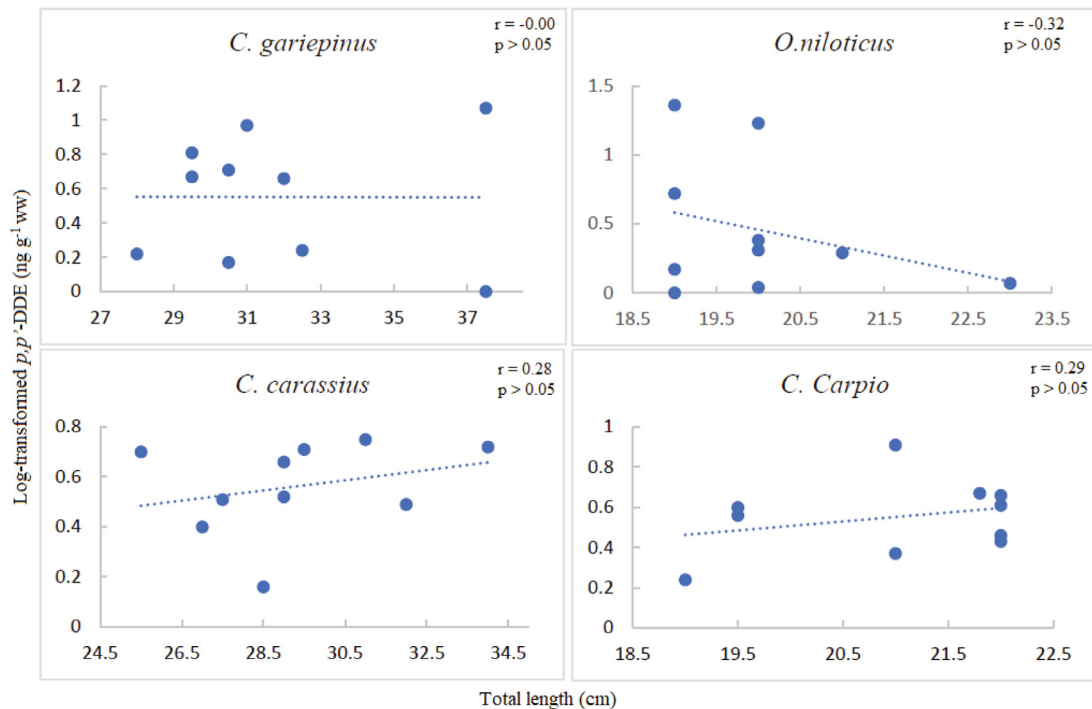 C. gariepinus
r = -0.00
p > 0.05
1.2
1
0.8
0.6
0.4
0.2
0
27 29 31 33 35 37
O.niloticus
r = -0.32
p > 0.05
1.5
1
0.5
0
18.5 19.5 20.5 21.5 22.5 23.5
Log-transformed p,p’-DDE (ng g⁻¹ ww)
C. carassius
r = 0.28
p > 0.05
0.8
0.6
0.4
0.2
0
24.5 26.5 28.5 30.5 32.5 34.5
C. Carpio
r = 0.29
p > 0.05
1
0.8
0.6
0.4
0.2
0
18.5 19.5 20.5 21.5 22.5
Total length (cm)